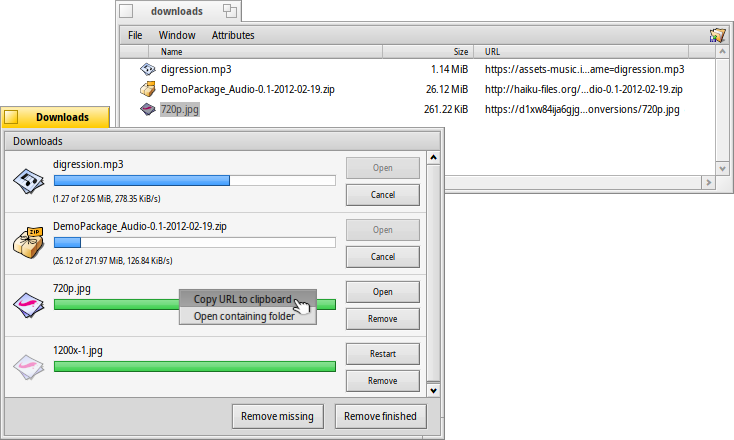 downloads
File Window Attributes
Name Size URL
digression.mp3 1.14 MiB https://assets-music.i...ame=digression.mp3
DemoPackage_Audio-0.1-2012-02-19.zip 26.12 MiB http://haiku-files.org/...dio-0.1-2012-02-19.zip
720p.jpg 261.22 KiB https://d1xw84ija6gjg...onversions/720p.jpg
Downloads
Downloads
digression.mp3
Open
(1.27 of 2.05 MiB, 278.35 KiB/s)
Cancel
ZIP
DemoPackage_Audio-0.1-2012-02-19.zip
Open
(26.12 of 271.97 MiB, 126.84 KiB/s)
Cancel
720p.jpg
Open
Copy URL to clipboard
Open containing folder
Remove
1200x-1.jpg
Restart
Remove
Remove missing Remove finished